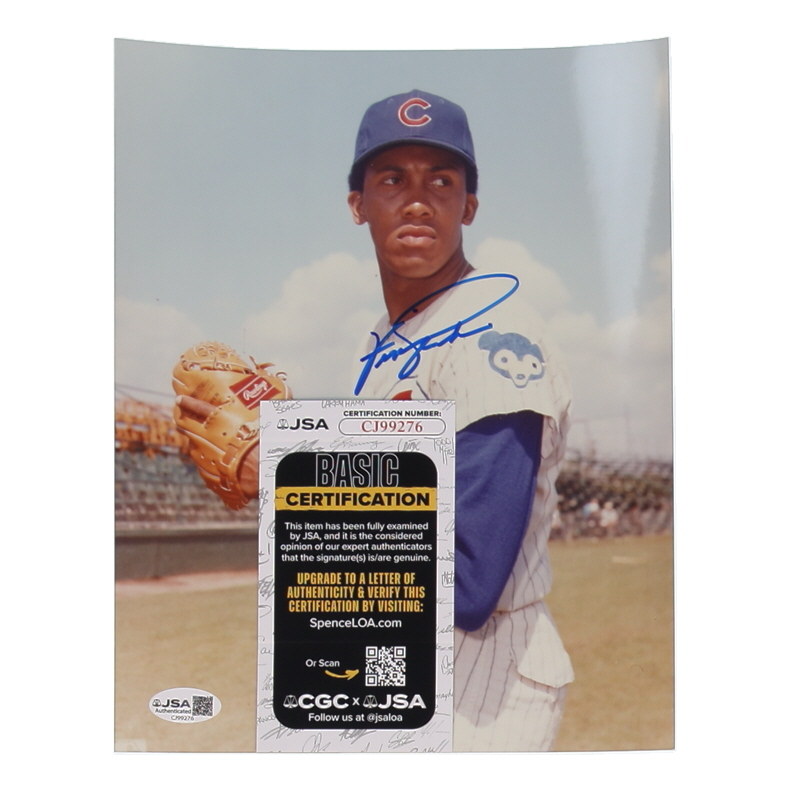 C
Rawlings
JSA
CERTIFICATION NUMBER:
CJ99276
BASIC
CERTIFICATION
This item has been fully examined
by JSA, and it is the considered
opinion of our expert authenticators
that the signature(s) is/are genuine.
UPGRADE TO A LETTER OF
AUTHENTICITY & VERIFY THIS
CERTIFICATION BY VISITING:
SpenceLOA.com
Or Scan
CGC x JSA
Follow us at @jsaloa
JSA
Authenticated
CJ99276